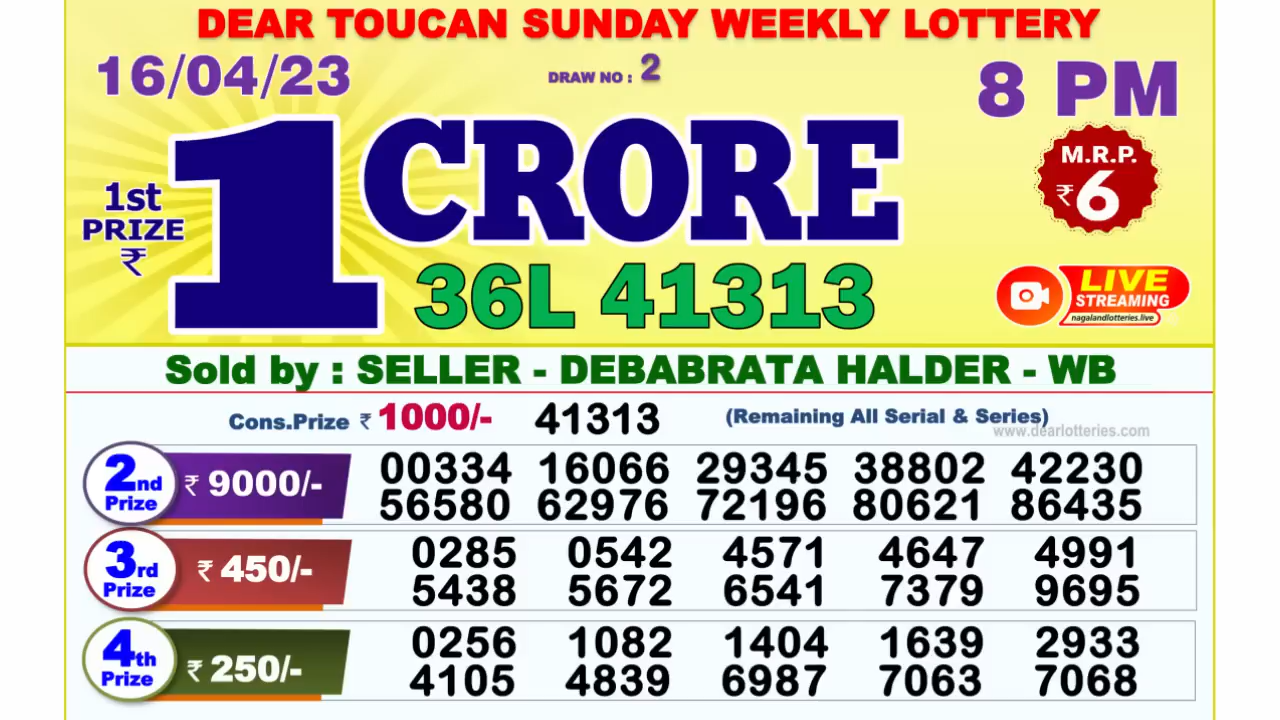 DEAR TOUCAN SUNDAY WEEKLY LOTTERY
16/04/23
DRAW NO : 2
8 PM
1st
PRIZE
₹
1 CRORE
M.R.P.
₹ 6
36L 41313
LIVE
STREAMING
nagalandlotteries.live
Sold by : SELLER - DEBABRATA HALDER - WB
Cons.Prize ₹ 1000/- 41313 (Remaining All Serial & Series)
www.dearlotteries.com
2nd
Prize
₹ 9000/-
00334 16066 29345 38802 42230
56580 62976 72196 80621 86435
3rd
Prize
₹ 450/-
0285 0542 4571 4647 4991
5438 5672 6541 7379 9695
4th
Prize
₹ 250/-
0256 1082 1404 1639 2933
4105 4839 6987 7063 7068